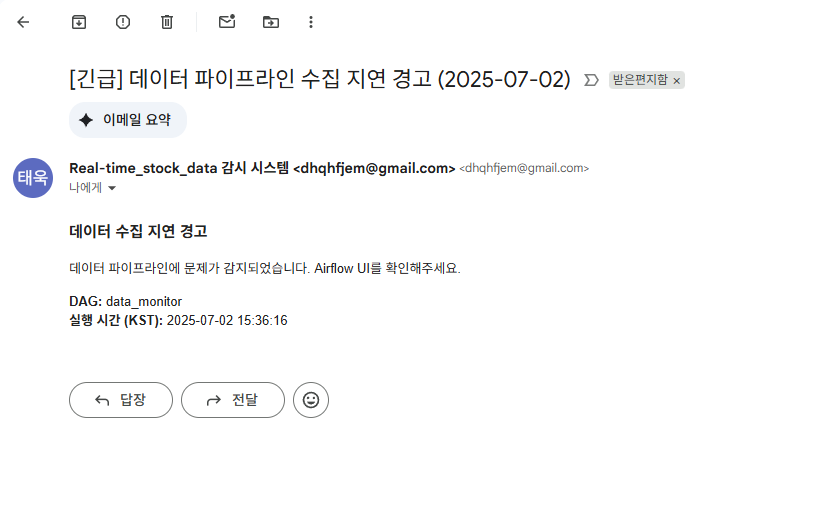 [긴급] 데이터 파이프라인 수집 지연 경고 (2025-07-02) 받은편지함 ×
이메일 요약
태욱
Real-time_stock_data 감시 시스템 <dhqhfjem@gmail.com> <dhqhfjem@gmail.com>
나에게
데이터 수집 지연 경고
데이터 파이프라인에 문제가 감지되었습니다. Airflow UI를 확인해주세요.
DAG: data_monitor
실행 시간 (KST): 2025-07-02 15:36:16
답장 전달